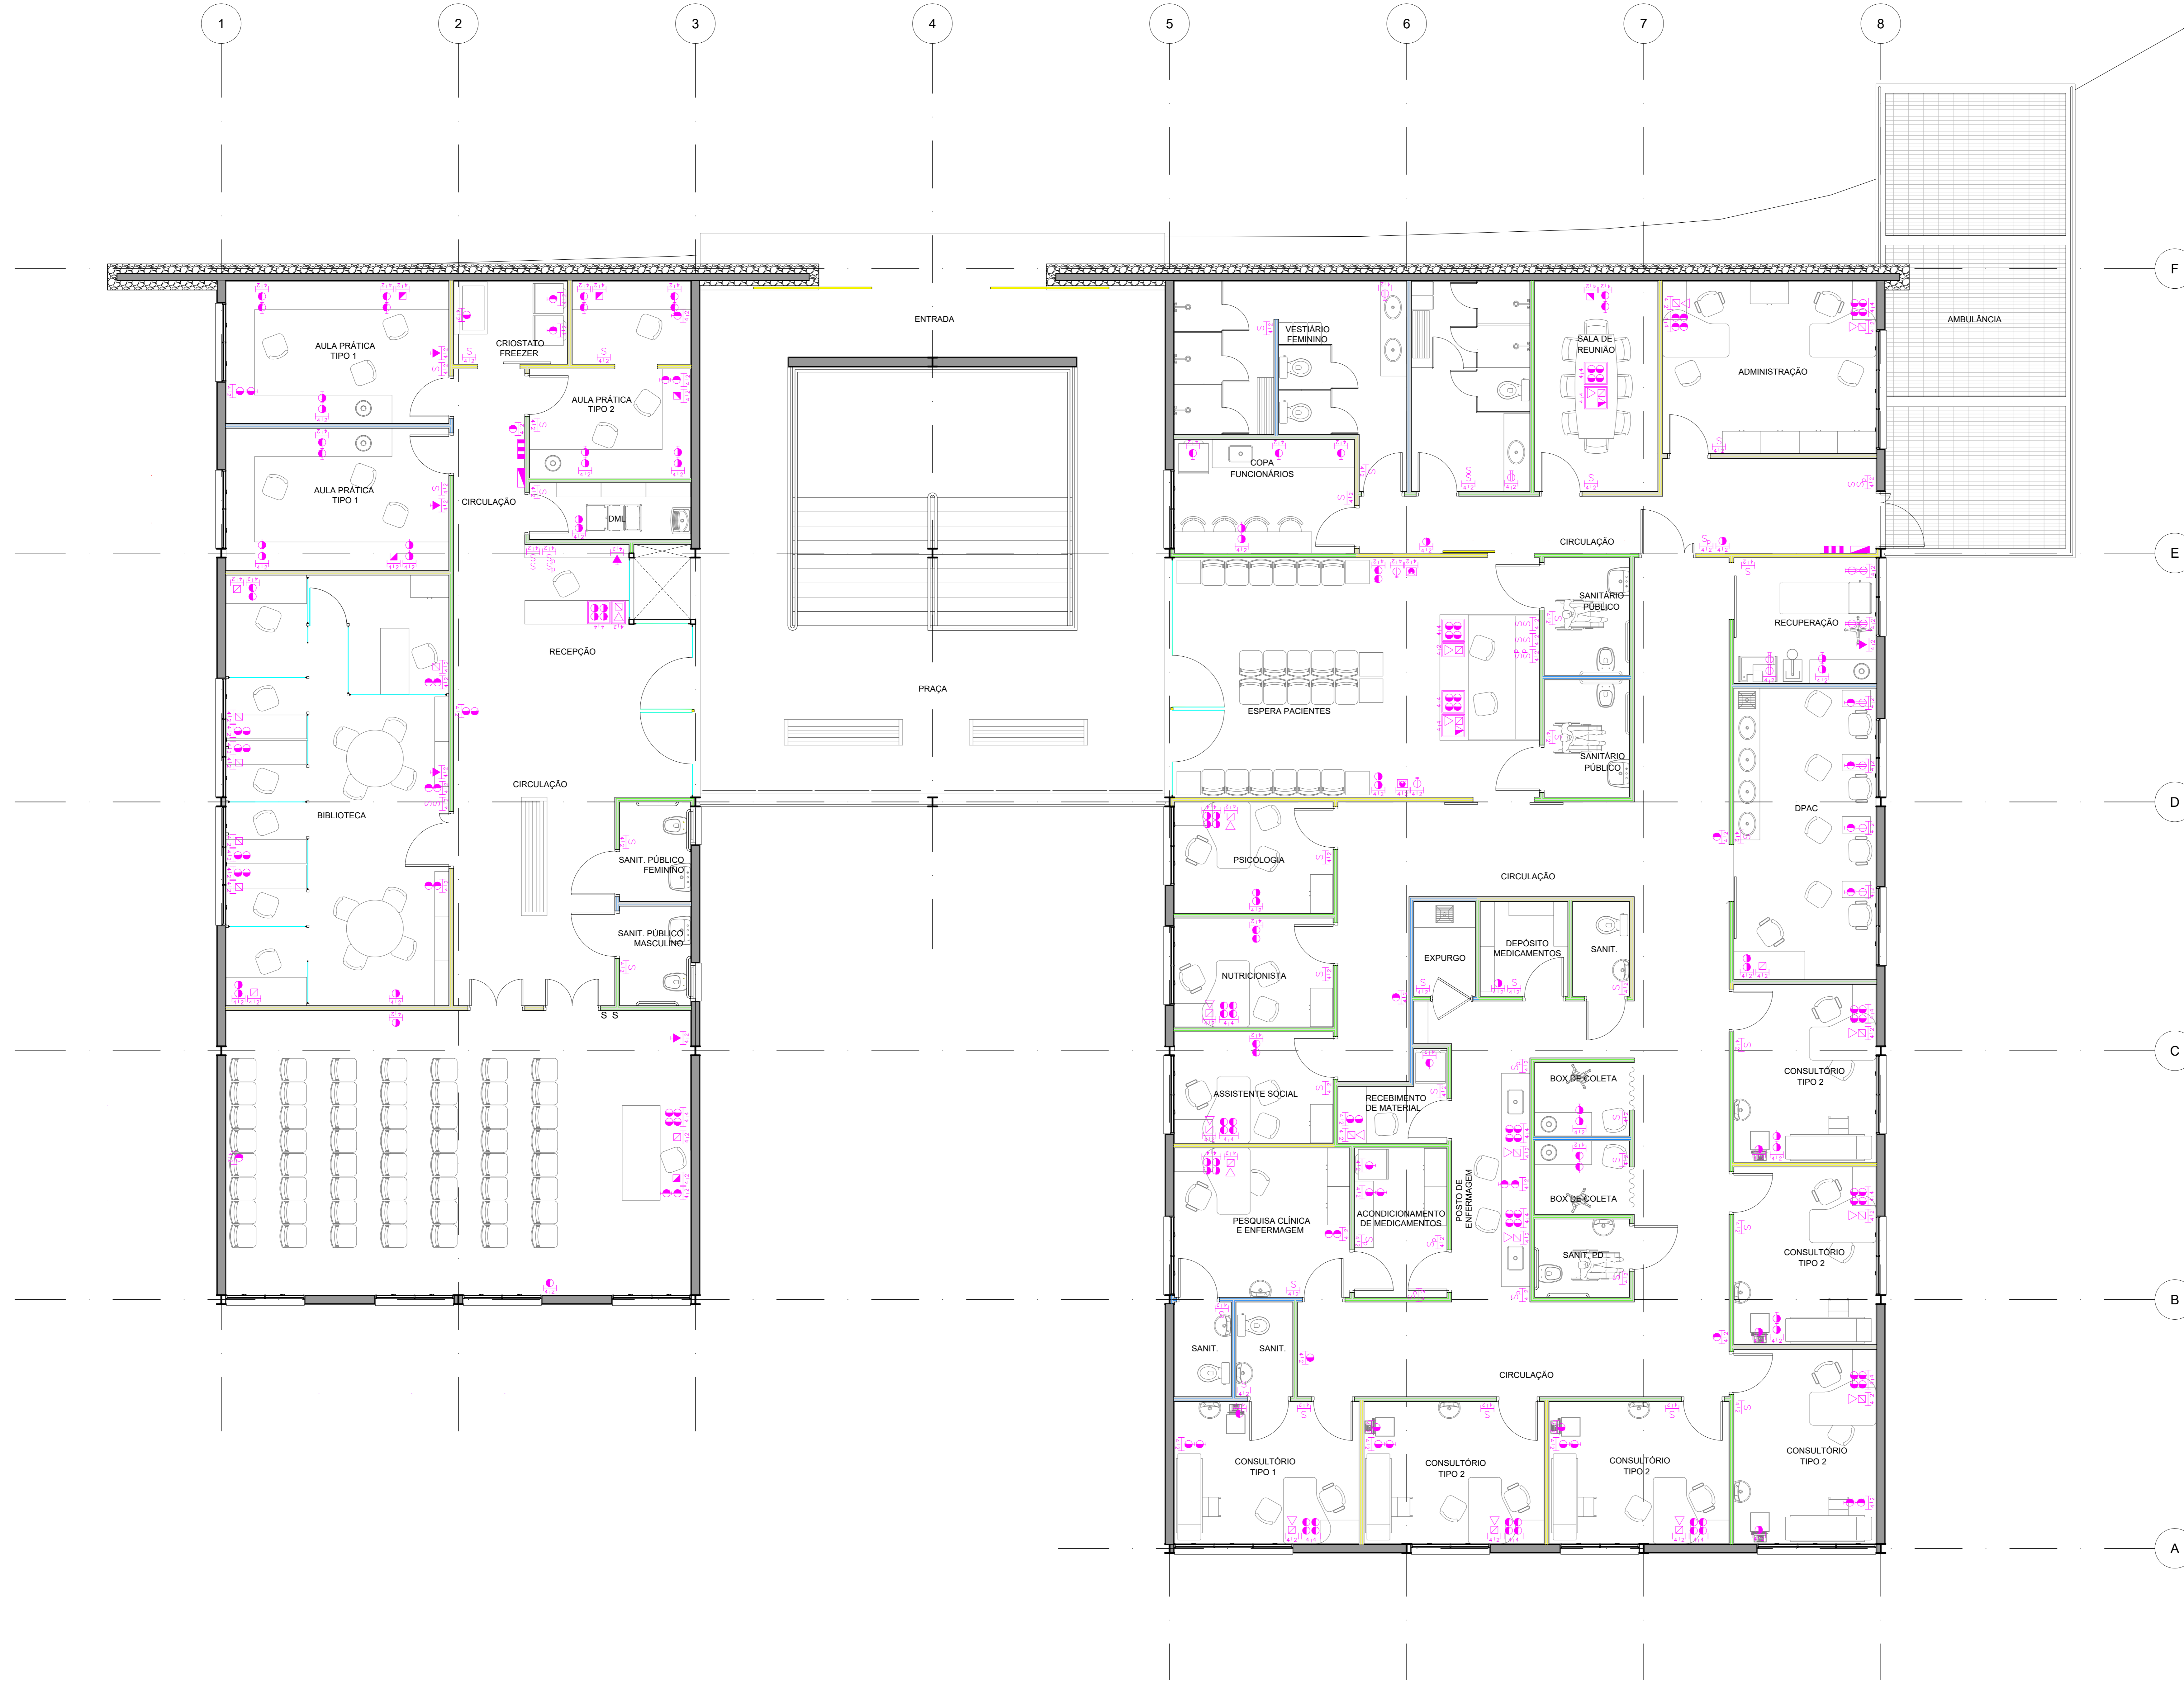 1
2
3
4
5
6
7
8
F
E
D
C
B
A
ENTRADA
AMBULÂNCIA
AULA PRÁTICA
TIPO 1
CRIOSTATO
FREEZER
VESTIÁRIO
FEMININO
SALA DE
REUNIÃO
ADMINISTRAÇÃO
AULA PRÁTICA
TIPO 2
COPA
FUNCIONÁRIOS
AULA PRÁTICA
TIPO 1
CIRCULAÇÃO
DML
CIRCULAÇÃO
SANITÁRIO
PÚBLICO
RECUPERAÇÃO
RECEPÇÃO
PRAÇA
ESPERA PACIENTES
SANITÁRIO
PÚBLICO
CIRCULAÇÃO
BIBLIOTECA
DPAC
SANIT. PÚBLICO
FEMININO
PSICOLOGIA
CIRCULAÇÃO
SANIT. PÚBLICO
MASCULINO
DEPÓSITO
MEDICAMENTOS
SANIT.
EXPURGO
NUTRICIONISTA
S S
BOX DE COLETA
CONSULTÓRIO
TIPO 2
ASSISTENTE SOCIAL
RECEBIMENTO
DE MATERIAL
POSTO DE
ENFERMAGEM
BOX DE COLETA
PESQUISA CLÍNICA
E ENFERMAGEM
ACONDICIONAMENTO
DE MEDICAMENTOS
SANIT. PD
CONSULTÓRIO
TIPO 2
SANIT.
SANIT.
CIRCULAÇÃO
CONSULTÓRIO
TIPO 1
CONSULTÓRIO
TIPO 2
CONSULTÓRIO
TIPO 2
CONSULTÓRIO
TIPO 2